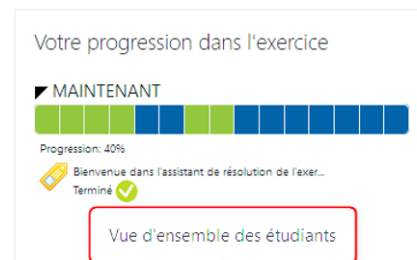 Votre progression dans l'exercice
MAINTENANT
Progression: 40%
Bienvenue dans l'assistant de résolution de l'exer...
Terminé
Vue d'ensemble des étudiants